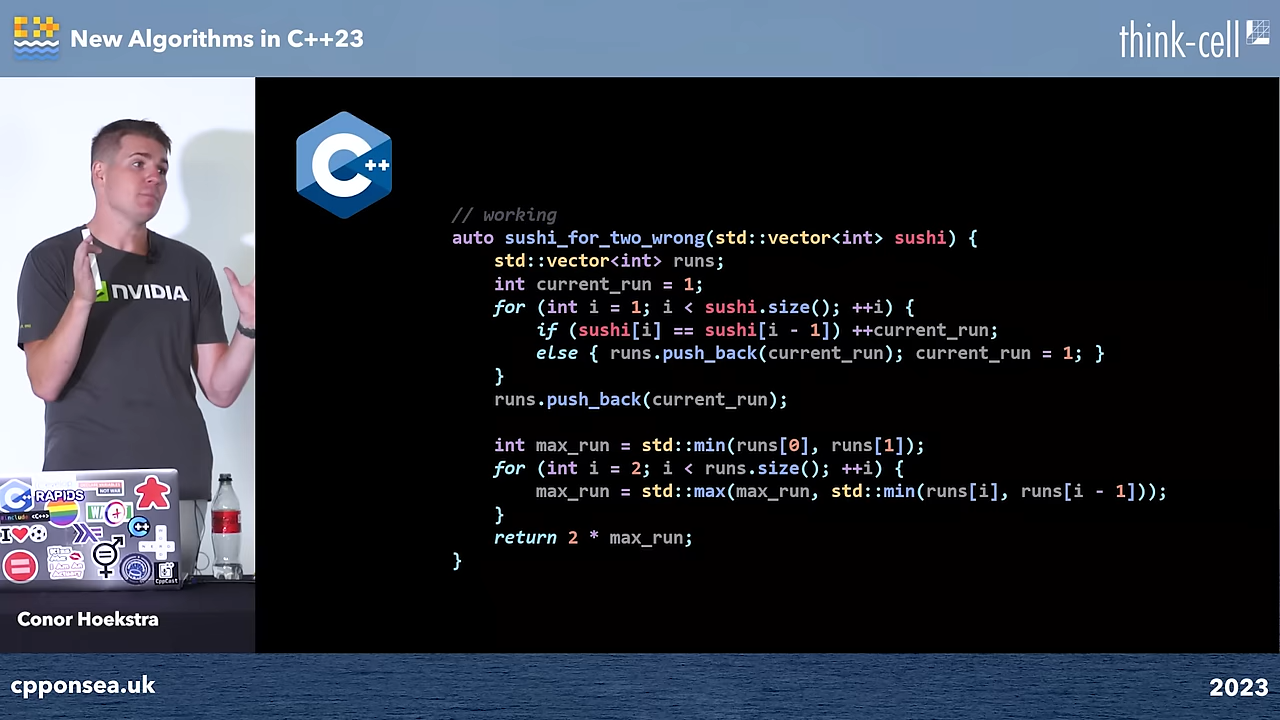 New Algorithms in C++23
think-cell
C++
// working
auto sushi_for_two_wrong(std::vector<int> sushi) {
    std::vector<int> runs;
    int current_run = 1;
    for (int i = 1; i < sushi.size(); ++i) {
        if (sushi[i] == sushi[i - 1]) ++current_run;
        else { runs.push_back(current_run); current_run = 1; }
    }
    runs.push_back(current_run);
    int max_run = std::min(runs[0], runs[1]);
    for (int i = 2; i < runs.size(); ++i) {
        max_run = std::max(max_run, std::min(runs[i], runs[i - 1]));
    }
    return 2 * max_run;
}
NVIDIA
RAPIDS
#include <C++>
I
CppCast
Conor Hoekstra
cpponsea.uk
2023